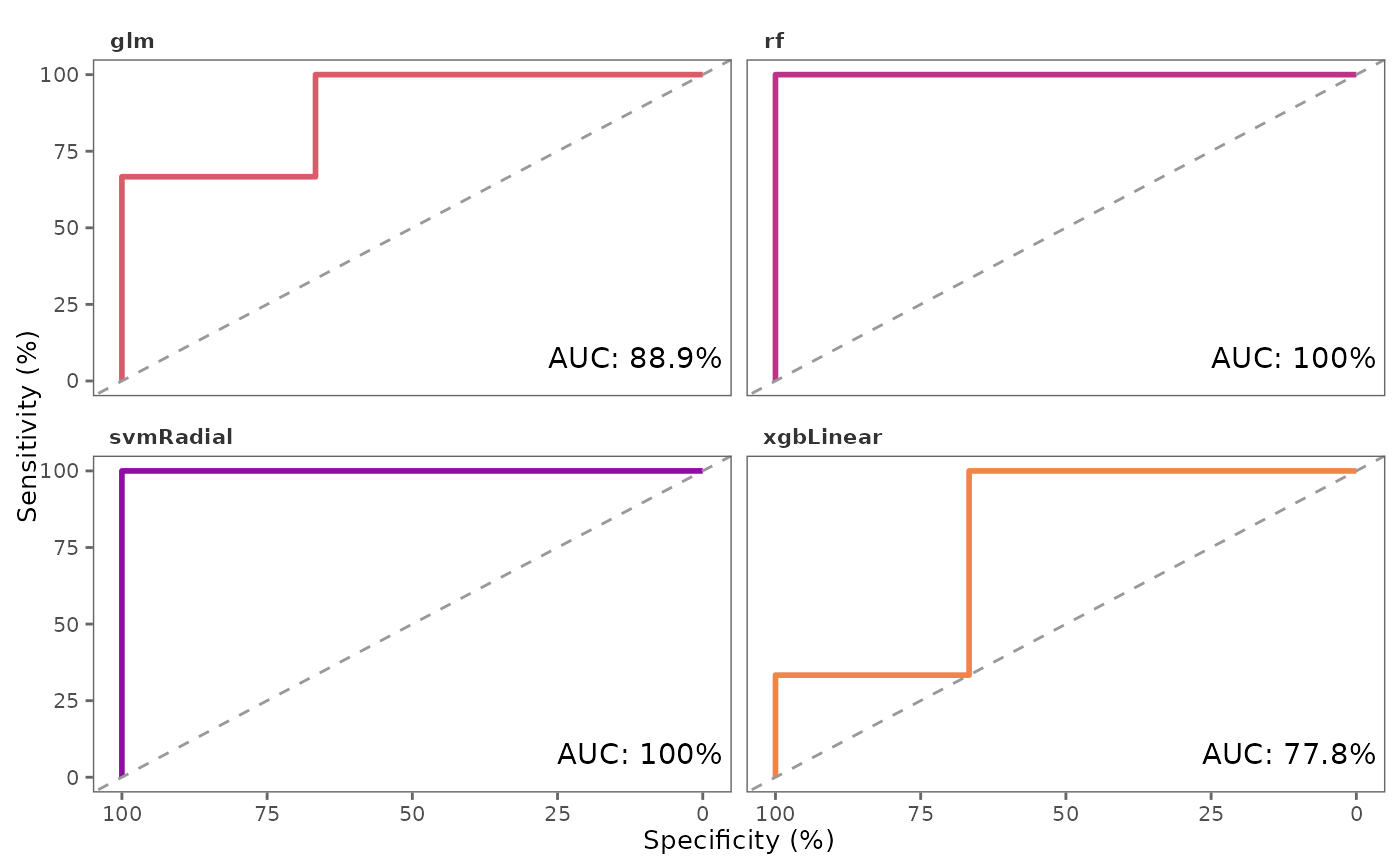 glm
rf
100
75
50
25
0
AUC: 88.9%
AUC: 100%
svmRadial
xgbLinear
Sensitivity (%)
100
75
50
25
0
AUC: 100%
AUC: 77.8%
100 75 50 25 0
100 75 50 25 0
Specificity (%)